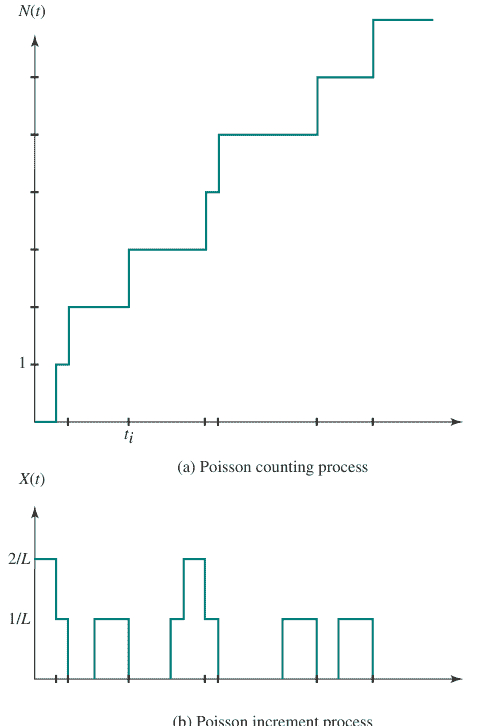 N(t)
1
t_i
(a) Poisson counting process
X(t)
2/L
1/L
(b) Poisson increment process